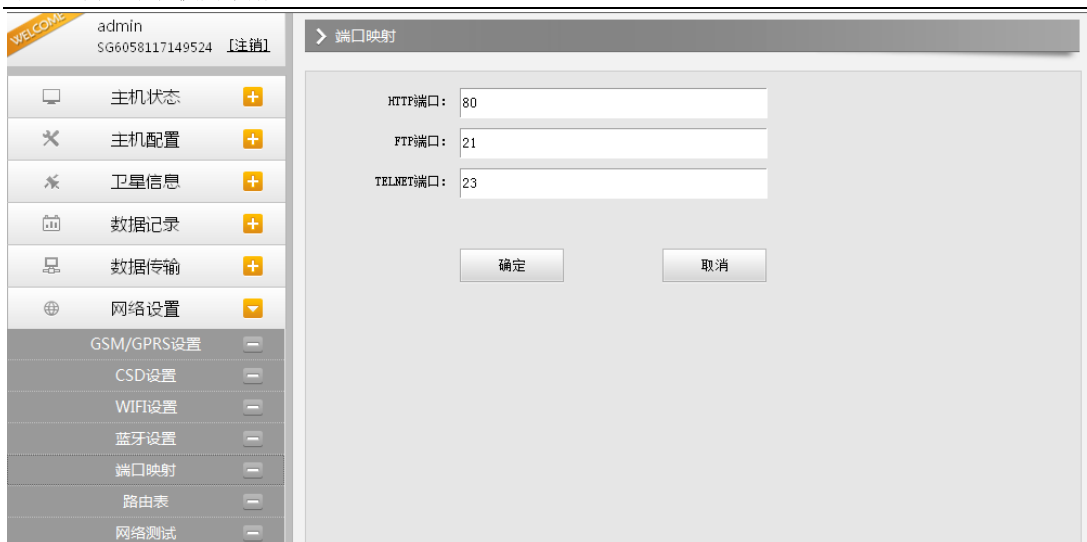 WELCOME
admin
SG6058117149524 [注销]
主机状态
主机配置
卫星信息
数据记录
数据传输
网络设置
GSM/GPRS设置
CSD设置
WIFI设置
蓝牙设置
端口映射
路由表
网络测试
端口映射
HTTP端口: 80
FTP端口: 21
TELNET端口: 23
确定 取消